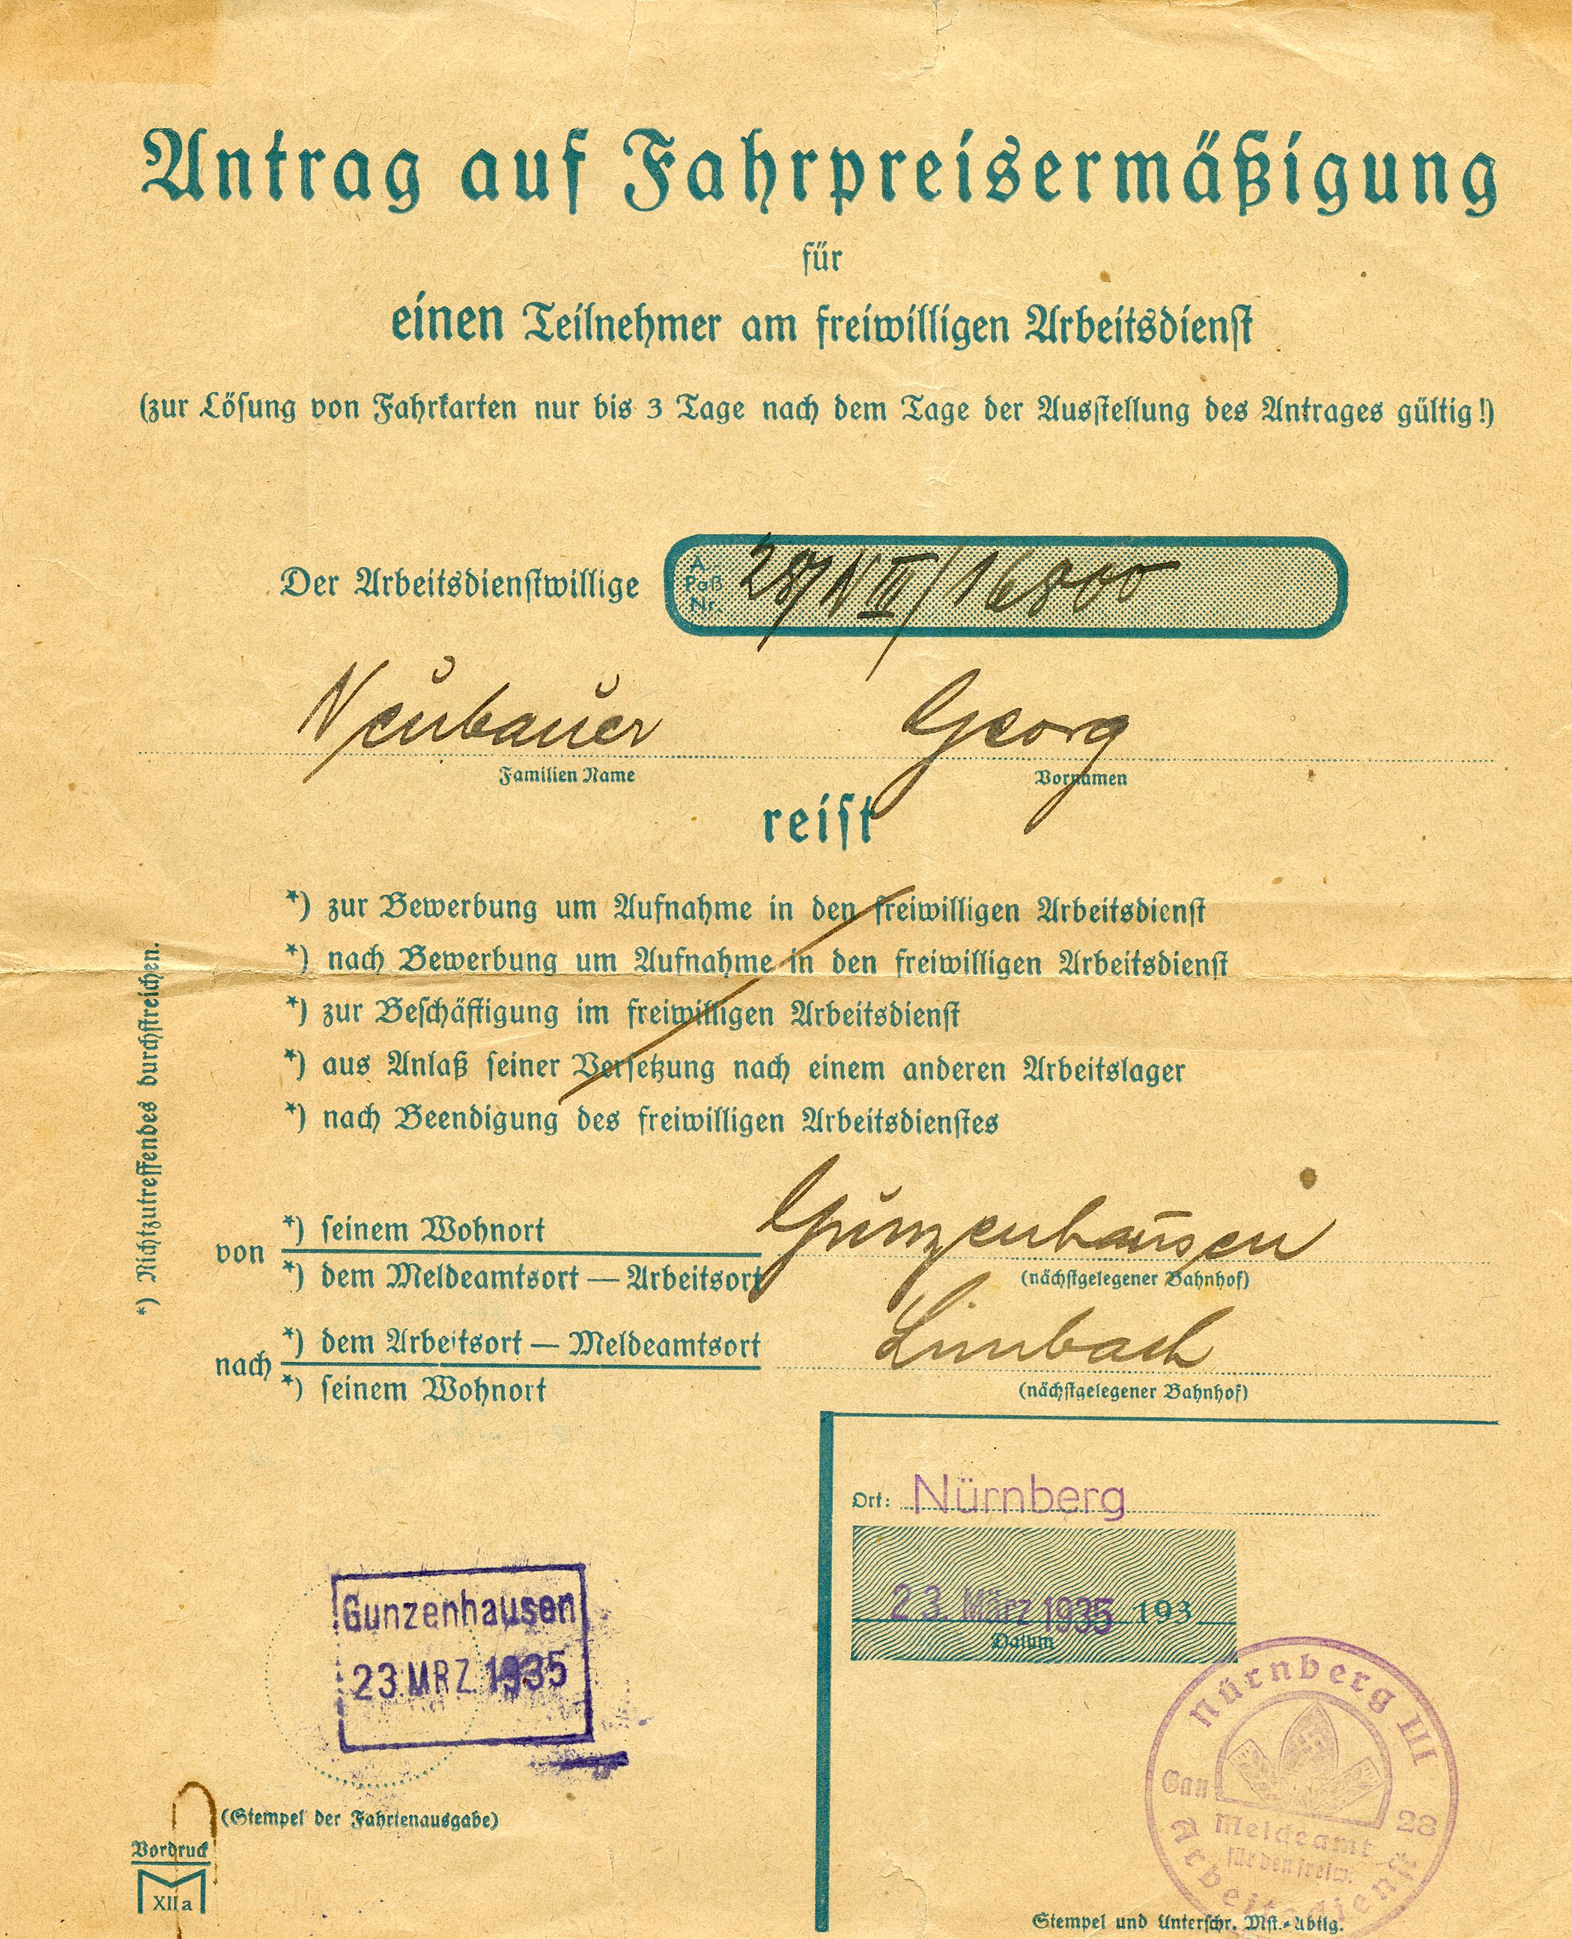 Antrag auf Fahrpreisermäßigung
für
einen Teilnehmer am freiwilligen Arbeitsdienst
(zur Lösung von Fahrkarten nur bis 3 Tage nach dem Tage der Ausstellung des Antrages gültig!)
Der Arbeitsdienstwillige
A. Paß Nr. 28/N III/16800
Neubauer Georg
Familien Name Vornamen
reist
*) zur Bewerbung um Aufnahme in den freiwilligen Arbeitsdienst
*) nach Bewerbung um Aufnahme in den freiwilligen Arbeitsdienst
*) zur Beschäftigung im freiwilligen Arbeitsdienst
*) aus Anlaß seiner Versetzung nach einem anderen Arbeitslager
*) nach Beendigung des freiwilligen Arbeitsdienstes
*) Nichtzutreffendes durchstreichen.
von *) seinem Wohnort Gunzenhausen
*) dem Meldeamtsort — Arbeitsort (nächstgelegener Bahnhof)
nach *) dem Arbeitsort — Meldeamtsort Limbach
*) seinem Wohnort (nächstgelegener Bahnhof)
Ort: Nürnberg
23. März 1935 193
Datum
Gunzenhausen
23. MRZ. 1935
(Stempel der Fahrkartenausgabe)
Vordruck
XIIa
Nürnberg III
Gau 28
Meldeamt
für den freiw.
Arbeitsdienst
Stempel und Unterschr. Mst.-Abtlg.